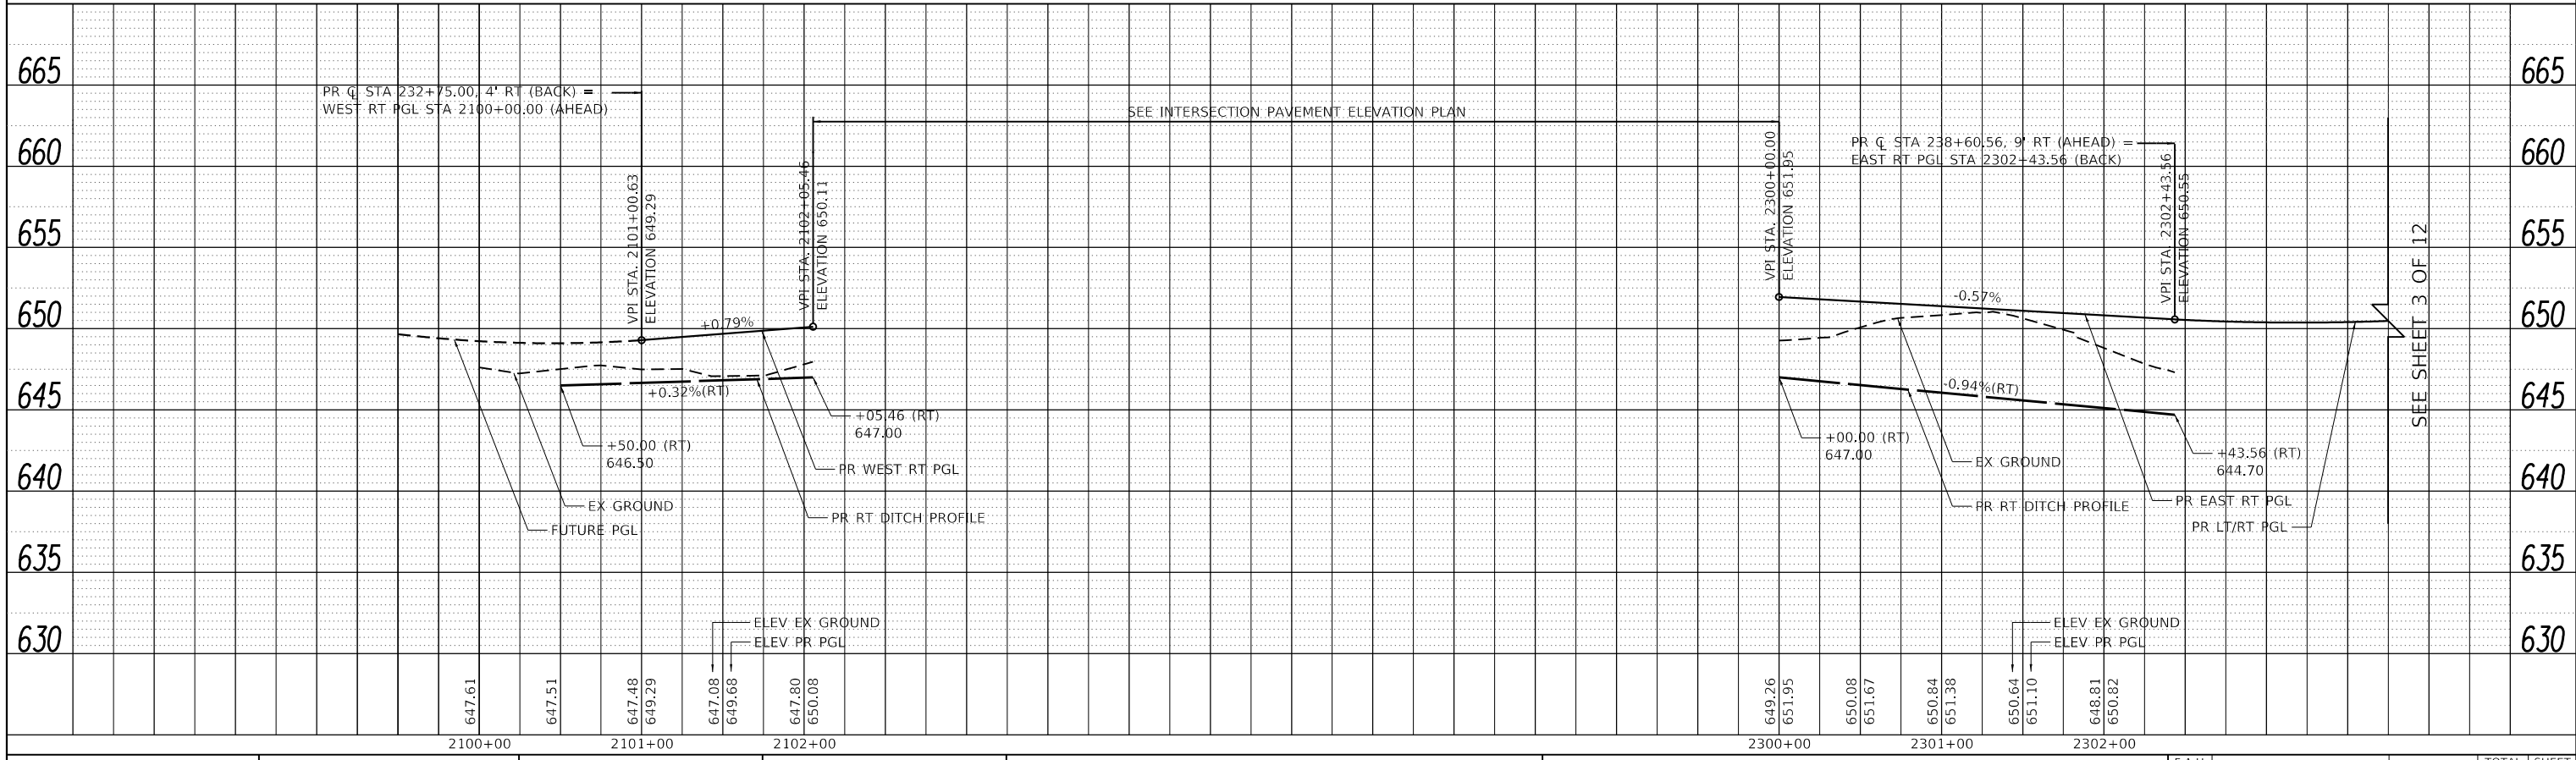 665
665
PR ℄ STA 232+75.00, 4' RT (BACK) =
WEST RT PGL STA 2100+00.00 (AHEAD)
SEE INTERSECTION PAVEMENT ELEVATION PLAN
PR ℄ STA 238+60.56, 9' RT (AHEAD) =
EAST RT PGL STA 2302+43.56 (BACK)
660
660
VPI STA. 2101+00.63
ELEVATION 649.29
VPI STA. 2102+05.46
ELEVATION 650.11
VPI STA. 2300+00.00
ELEVATION 651.95
VPI STA. 2302+43.56
ELEVATION 650.55
SEE SHEET 3 OF 12
655
655
650
650
+0.79%
-0.57%
+0.32%(RT)
-0.94%(RT)
645
645
+05.46 (RT)
647.00
+50.00 (RT)
646.50
+00.00 (RT)
647.00
+43.56 (RT)
644.70
PR WEST RT PGL
EX GROUND
640
640
EX GROUND
FUTURE PGL
PR RT DITCH PROFILE
PR RT DITCH PROFILE
PR EAST RT PGL
PR LT/RT PGL
635
635
ELEV EX GROUND
ELEV PR PGL
ELEV EX GROUND
ELEV PR PGL
630
630
647.61
647.51
647.48
649.29
647.08
649.68
647.80
650.08
649.26
651.95
650.08
651.67
650.84
651.38
650.64
651.10
648.81
650.82
2100+00
2101+00
2102+00
2300+00
2301+00
2302+00
TOTAL
SHEET